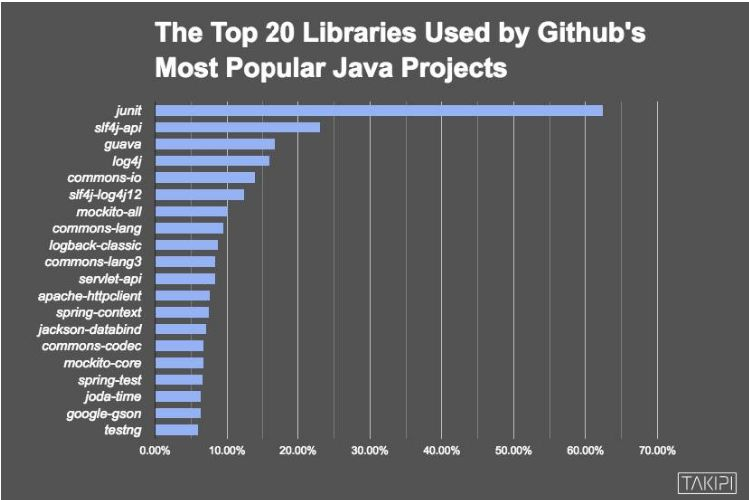 The Top 20 Libraries Used by Github's
Most Popular Java Projects
junit
slf4j-api
guava
log4j
commons-io
slf4j-log4j12
mockito-all
commons-lang
logback-classic
commons-lang3
servlet-api
apache-httpclient
spring-context
jackson-databind
commons-codec
mockito-core
spring-test
joda-time
google-gson
testng
0.00% 10.00% 20.00% 30.00% 40.00% 50.00% 60.00% 70.00%
TAKIPI